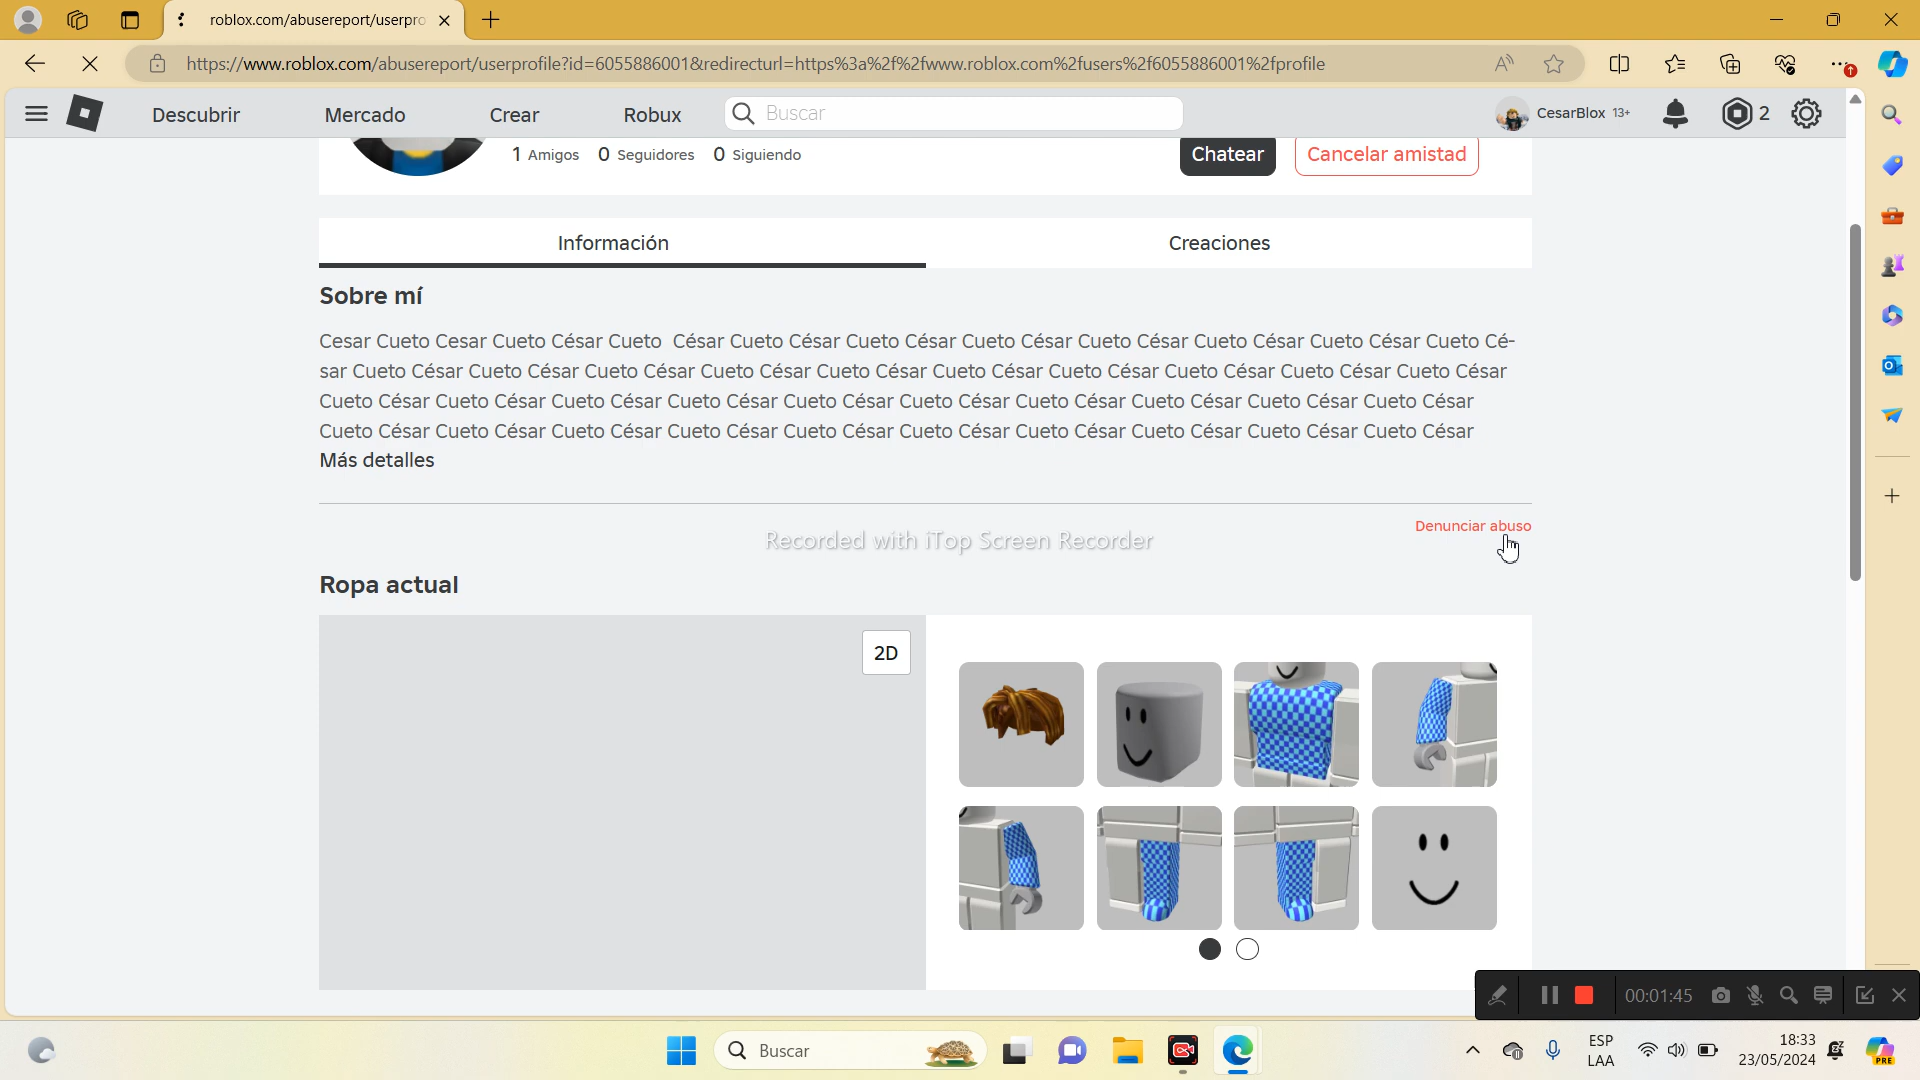 roblox.com/abusereport/userpro
https://www.roblox.com/abusereport/userprofile?id=6055886001&redirecturl=https%3a%2f%2fwww.roblox.com%2fusers%2f6055886001%2fprofile
Descubrir Mercado Crear Robux Buscar CesarBlox 13+ 2
1 Amigos 0 Seguidores 0 Siguiendo Chatear Cancelar amistad
Información Creaciones
Sobre mí
Cesar Cueto Cesar Cueto César Cueto César Cueto César Cueto César Cueto César Cueto César Cueto César Cueto César Cueto Cé-
sar Cueto César Cueto César Cueto César Cueto César Cueto César Cueto César Cueto César Cueto César Cueto César Cueto César
Cueto César Cueto César Cueto César Cueto César Cueto César Cueto César Cueto César Cueto César Cueto César Cueto César
Cueto César Cueto César Cueto César Cueto César Cueto César Cueto César Cueto César Cueto César Cueto César Cueto César
Más detalles
Denunciar abuso
Recorded with iTop Screen Recorder
Ropa actual
2D
00:01:45
Buscar
ESP
LAA
18:33
23/05/2024
PRE